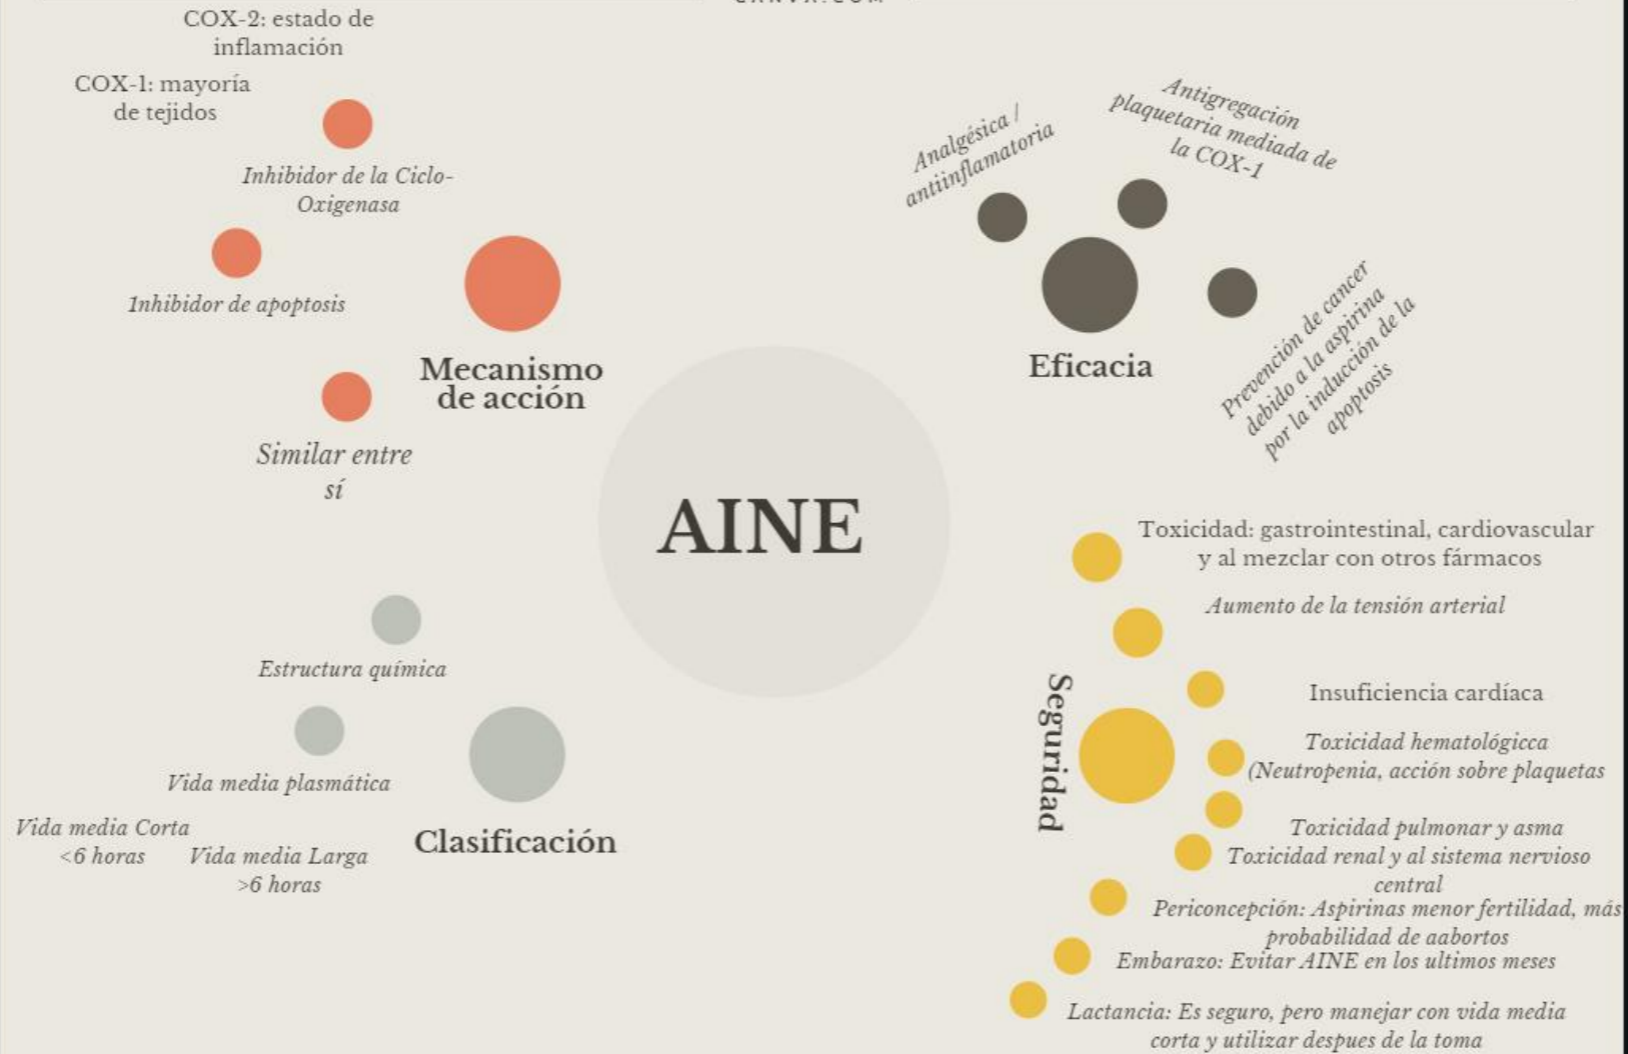 COX-2: estado de
inflamación
COX-1: mayoría
de tejidos
Inhibidor de la Ciclo-
Oxigenasa
1nhibidor de apoptosis
Similar entre
sí
Mecanismo
de acción
Analgésica /
antiinflamatoria
Antigregación
plaquetaria mediada de
la COX-1
Prevención de cancer
debido a la aspirina
por la inducción de la
apoptosis
Eficacia
AINE
Estructura química
Vida media plasmática
Vida media Corta
<6 horas
Vida media Larga
>6 horas
Clasificación
Seguridad
Toxicidad: gastrointestinal, cardiovascular
y al mezclar con otros fármacos
Aumento de la tensión arterial
Insuficiencia cardíaca
Toxicidad hematológicca
(Neutropenia, acción sobre plaquetas
Toxicidad pulmonar y asma
Toxicidad renal y al sistema nervioso
central
Periconcepción: Aspirinas menor fertilidad, más
probabilidad de aabortos
Embarazo: Evitar AINE en los ultimos meses
Lactancia: Es seguro, pero manejar con vida media
corta y utilizar despues de la toma